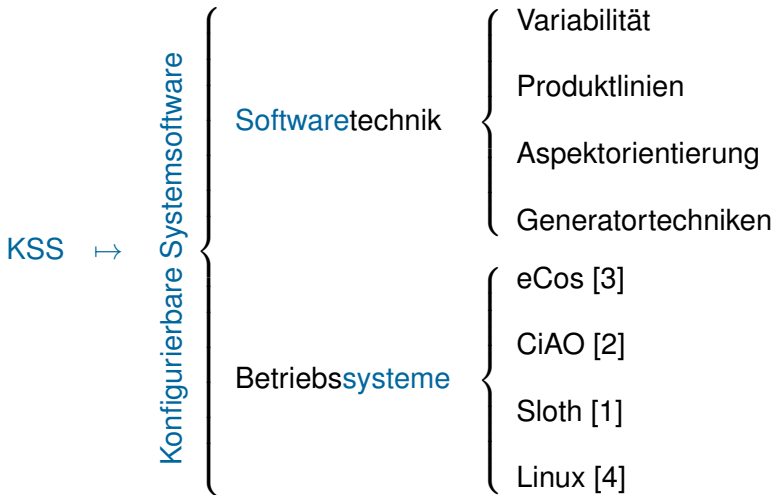 KSS ↦
Konfigurierbare Systemsoftware
Softwaretechnik
Variabilität
Produktlinien
Aspektorientierung
Generatortechniken
Betriebssysteme
eCos [3]
CiAO [2]
Sloth [1]
Linux [4]